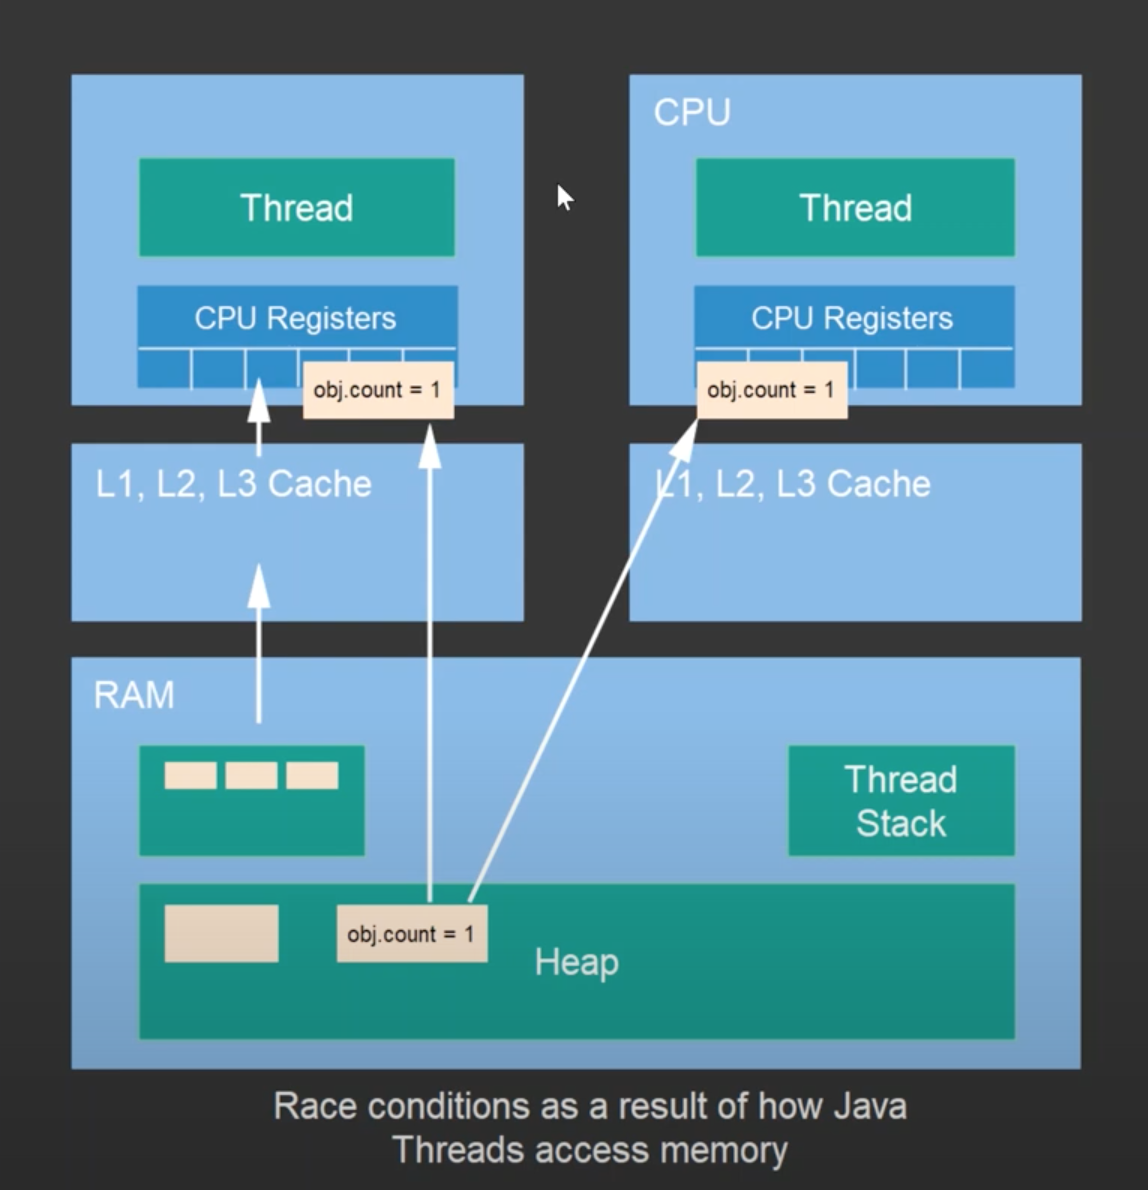 CPU
Thread
Thread
CPU Registers
CPU Registers
obj.count = 1
obj.count = 1
L1, L2, L3 Cache
L1, L2, L3 Cache
RAM
Thread
Stack
obj.count = 1
Heap
Race conditions as a result of how Java
Threads access memory